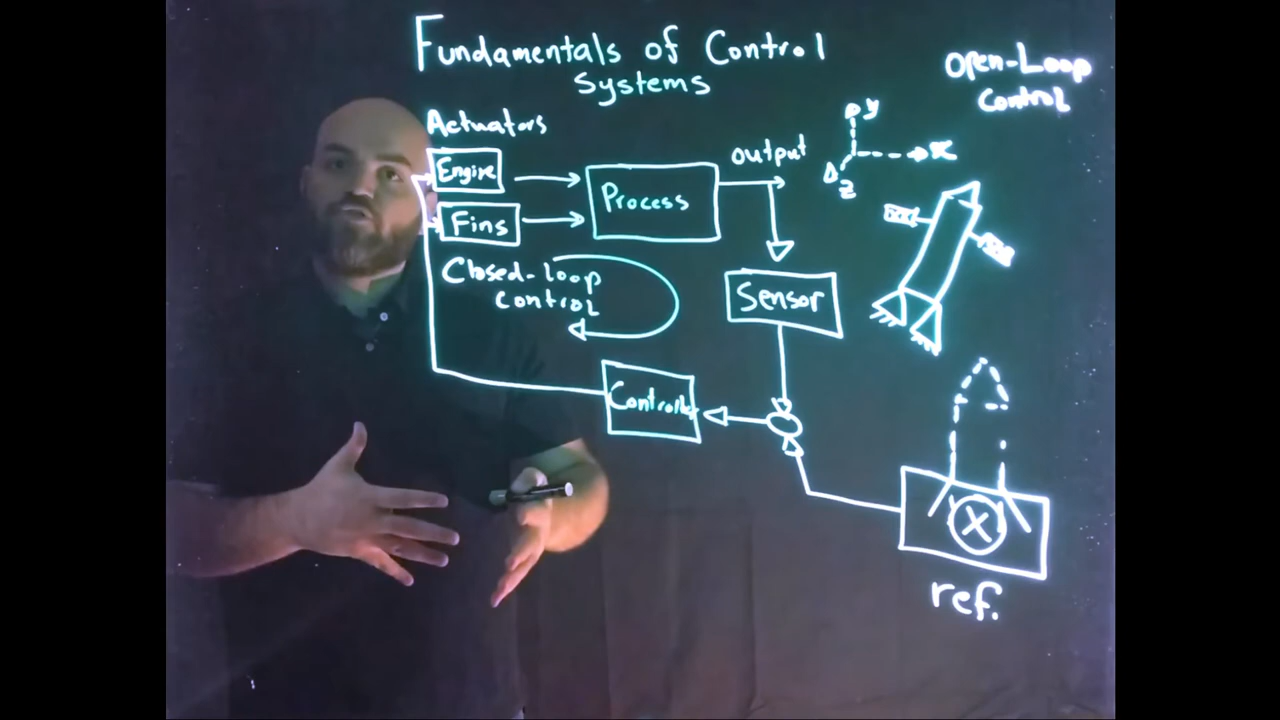 Fundamentals of Control
Systems
Open-Loop
Control
Actuators
Engine
Fins
Process
output
y
x
z
Closed-loop
control
Sensor
Controller
X
ref.